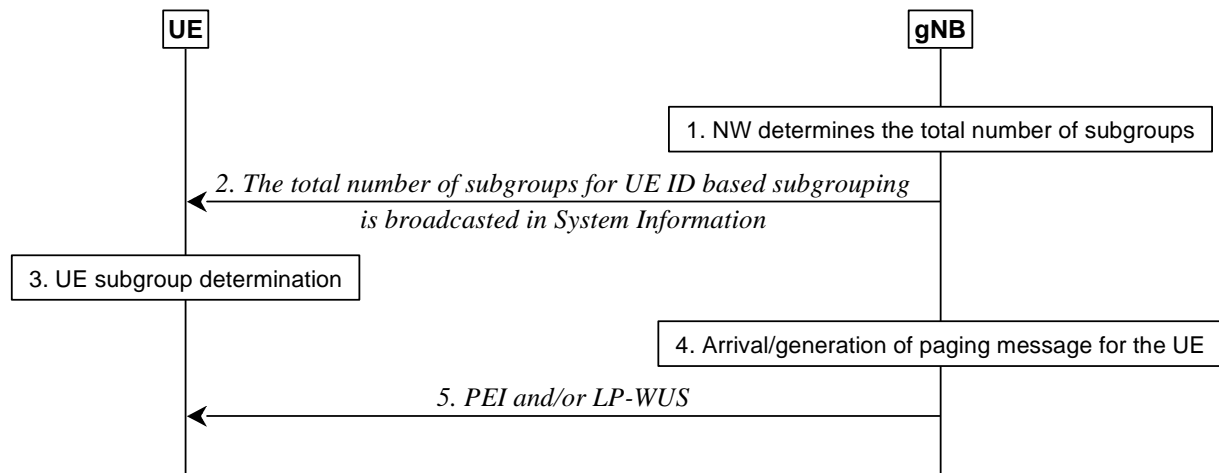 UE
gNB
1. NW determines the total number of subgroups
2. The total number of subgroups for UE ID based subgrouping
is broadcasted in System Information
3. UE subgroup determination
4. Arrival/generation of paging message for the UE
5. PEI and/or LP-WUS